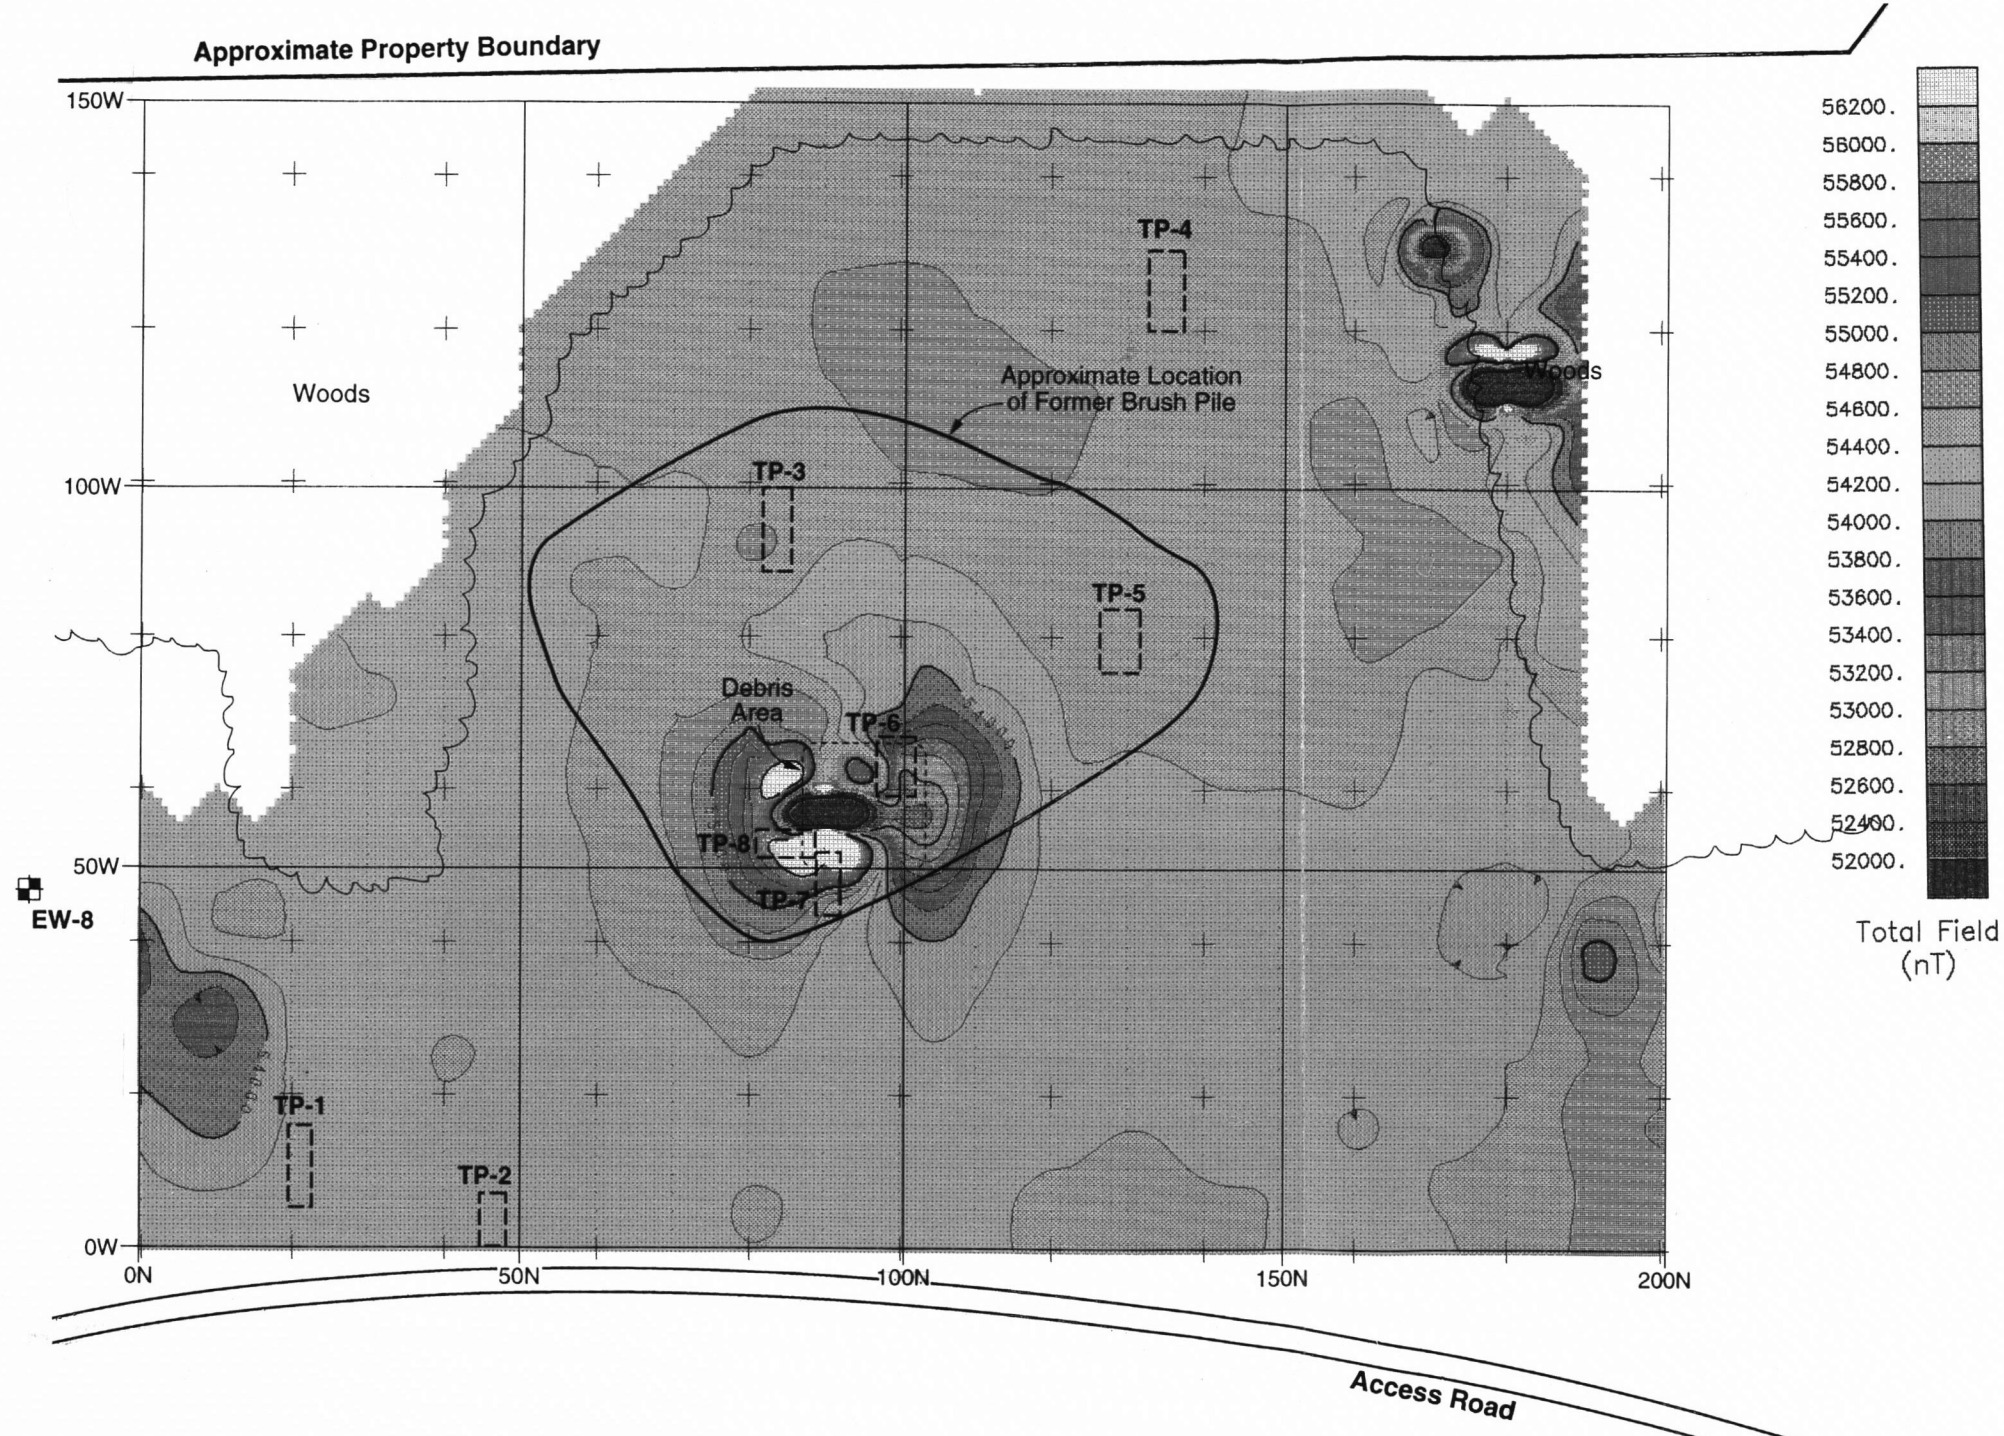 Approximate Property Boundary
150W
100W
50W
0W
0N
50N
100N
150N
200N
Woods
Woods
TP-4
Approximate Location
of Former Brush Pile
TP-3
TP-5
Debris
Area
TP-6
54000
TP-8
TP-7
EW-8
54000
TP-1
TP-2
Access Road
56200.
56000.
55800.
55600.
55400.
55200.
55000.
54800.
54600.
54400.
54200.
54000.
53800.
53600.
53400.
53200.
53000.
52800.
52600.
52400.
52000.
Total Field
(nT)